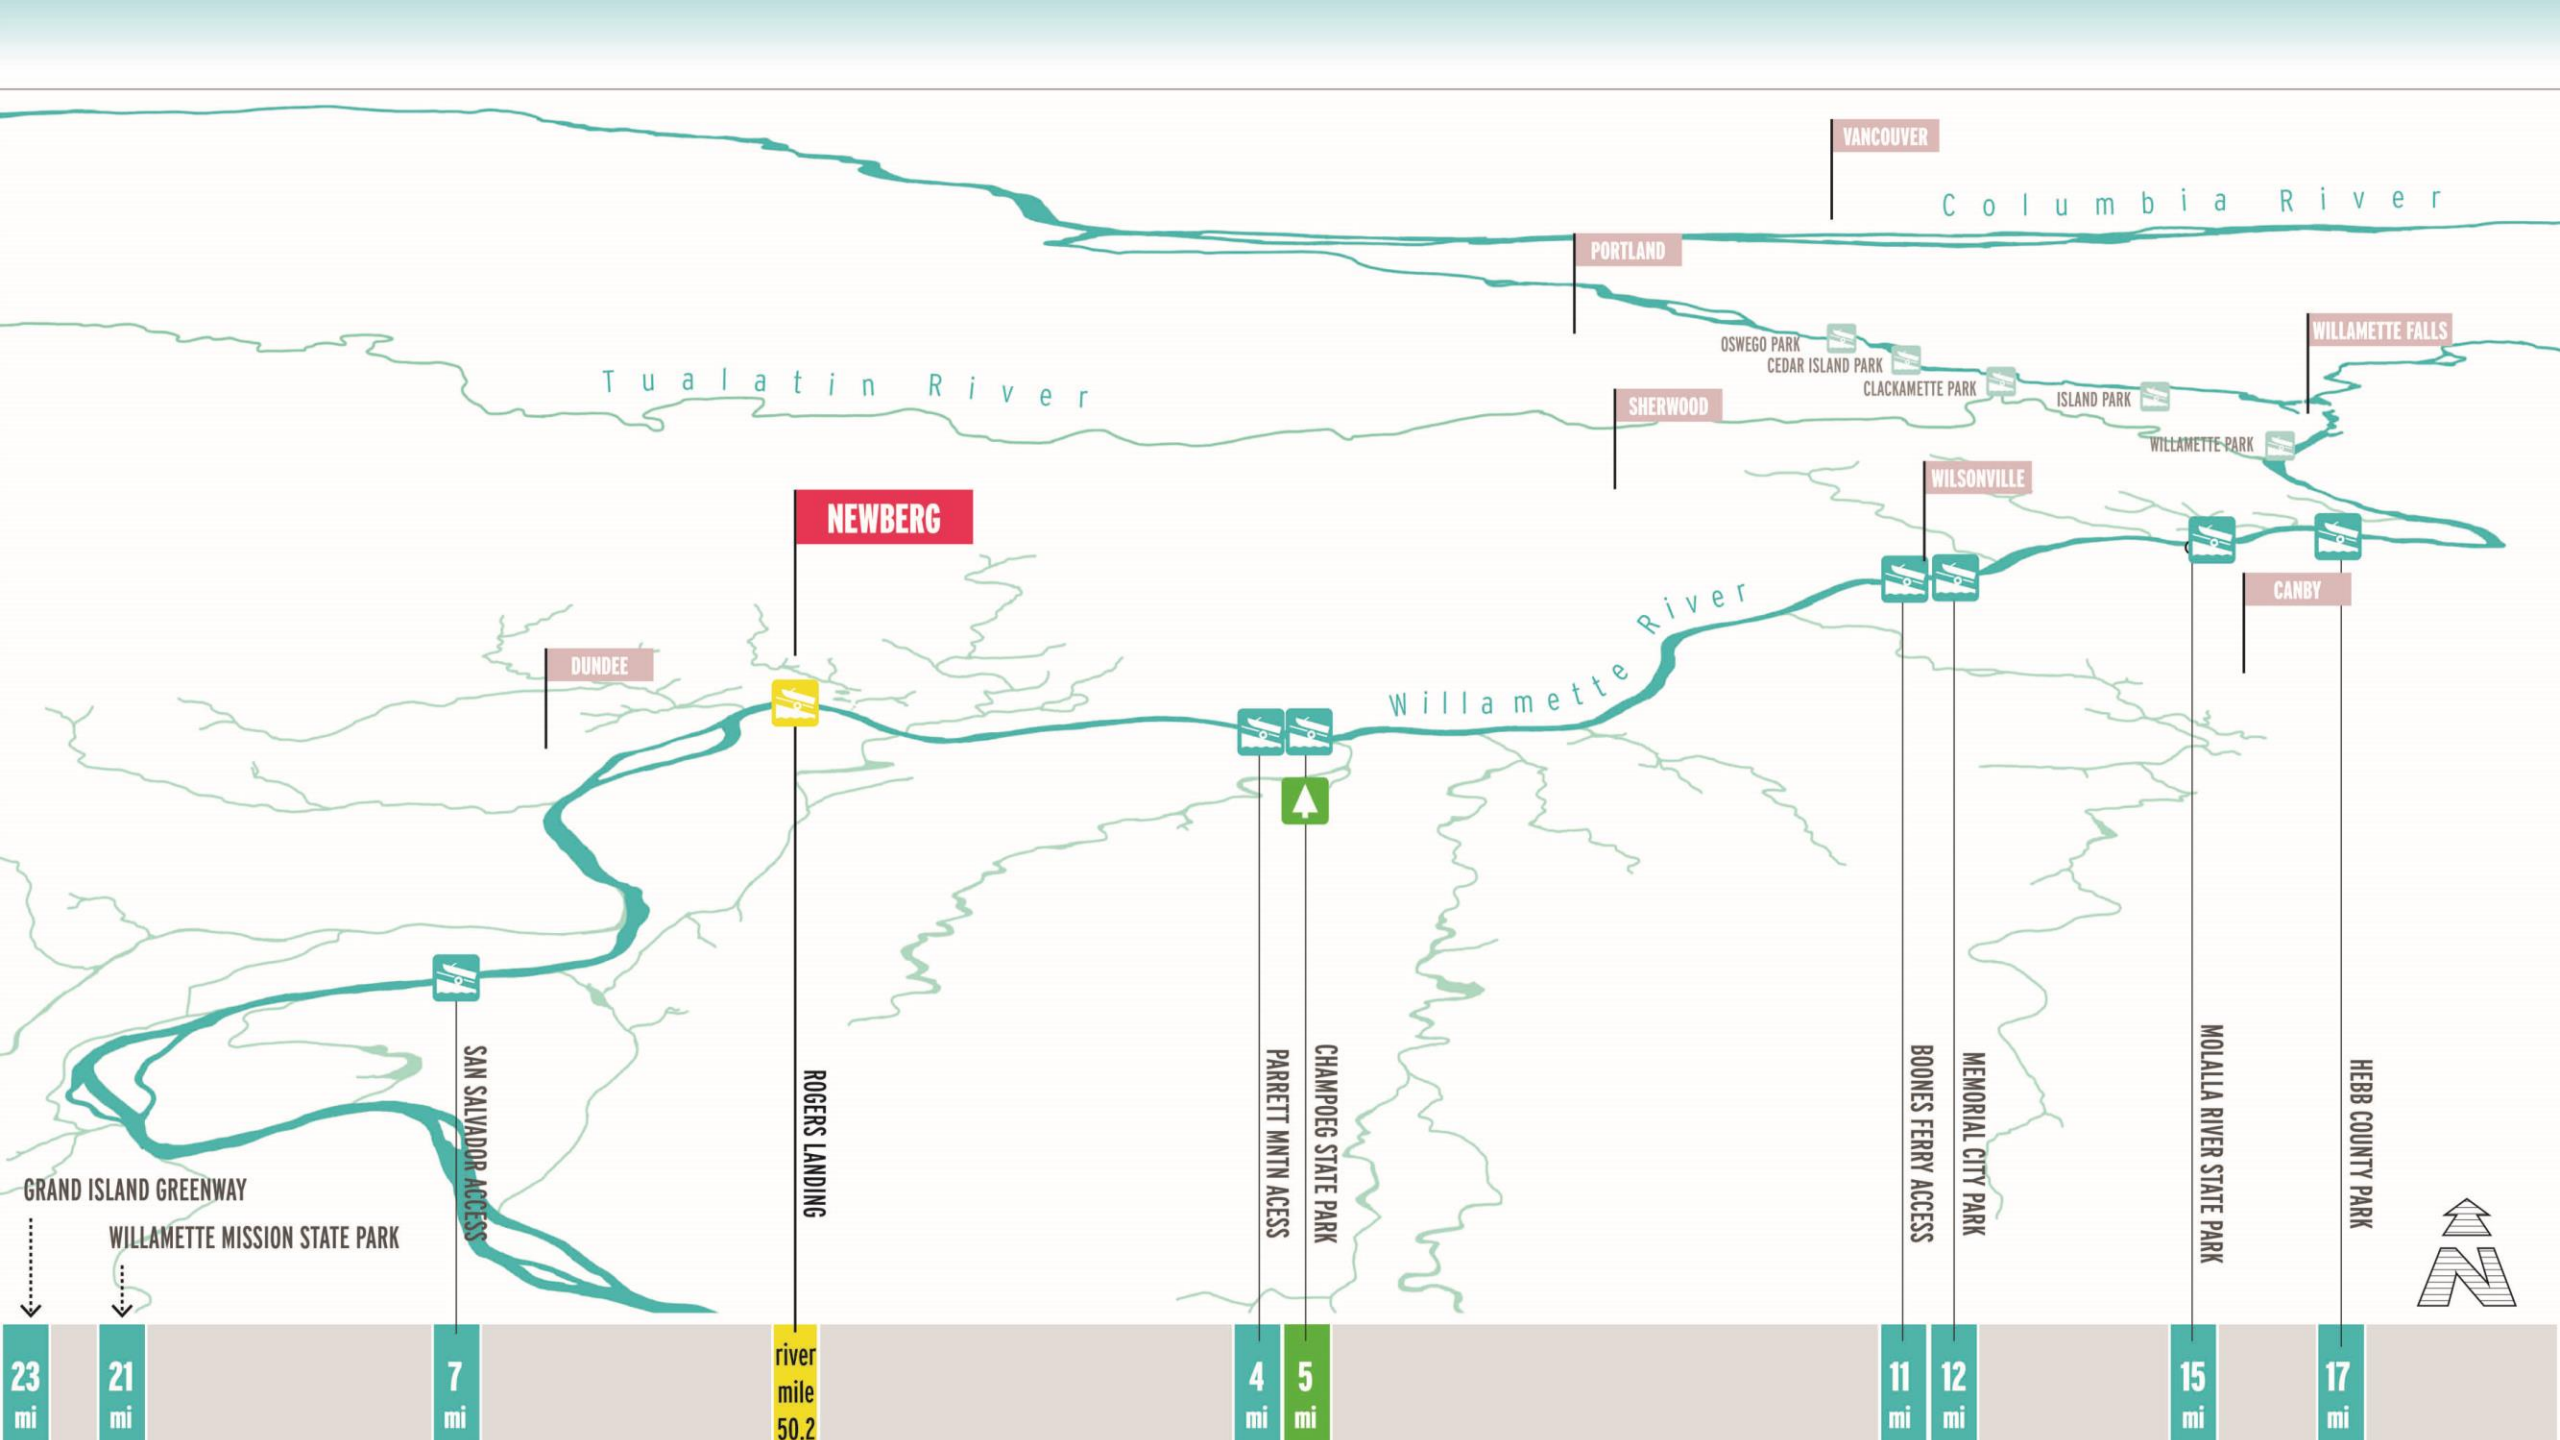 VANCOUVER
Columbia River
PORTLAND
WILLAMETTE FALLS
OSWEGO PARK
CEDAR ISLAND PARK
CLACKAMETTE PARK
ISLAND PARK
Tualatin River
SHERWOOD
WILLAMETTE PARK
WILSONVILLE
NEWBERG
CANBY
Willamette River
DUNDEE
SAN SALVADOR ACCESS
ROGERS LANDING
PARRETT MNTN ACESS
CHAMPOEG STATE PARK
BOONES FERRY ACCESS
MEMORIAL CITY PARK
MOLALLA RIVER STATE PARK
HEBB COUNTY PARK
GRAND ISLAND GREENWAY
WILLAMETTE MISSION STATE PARK
N
23
mi
21
mi
7
mi
river
mile
50.2
4
mi
5
mi
11
mi
12
mi
15
mi
17
mi